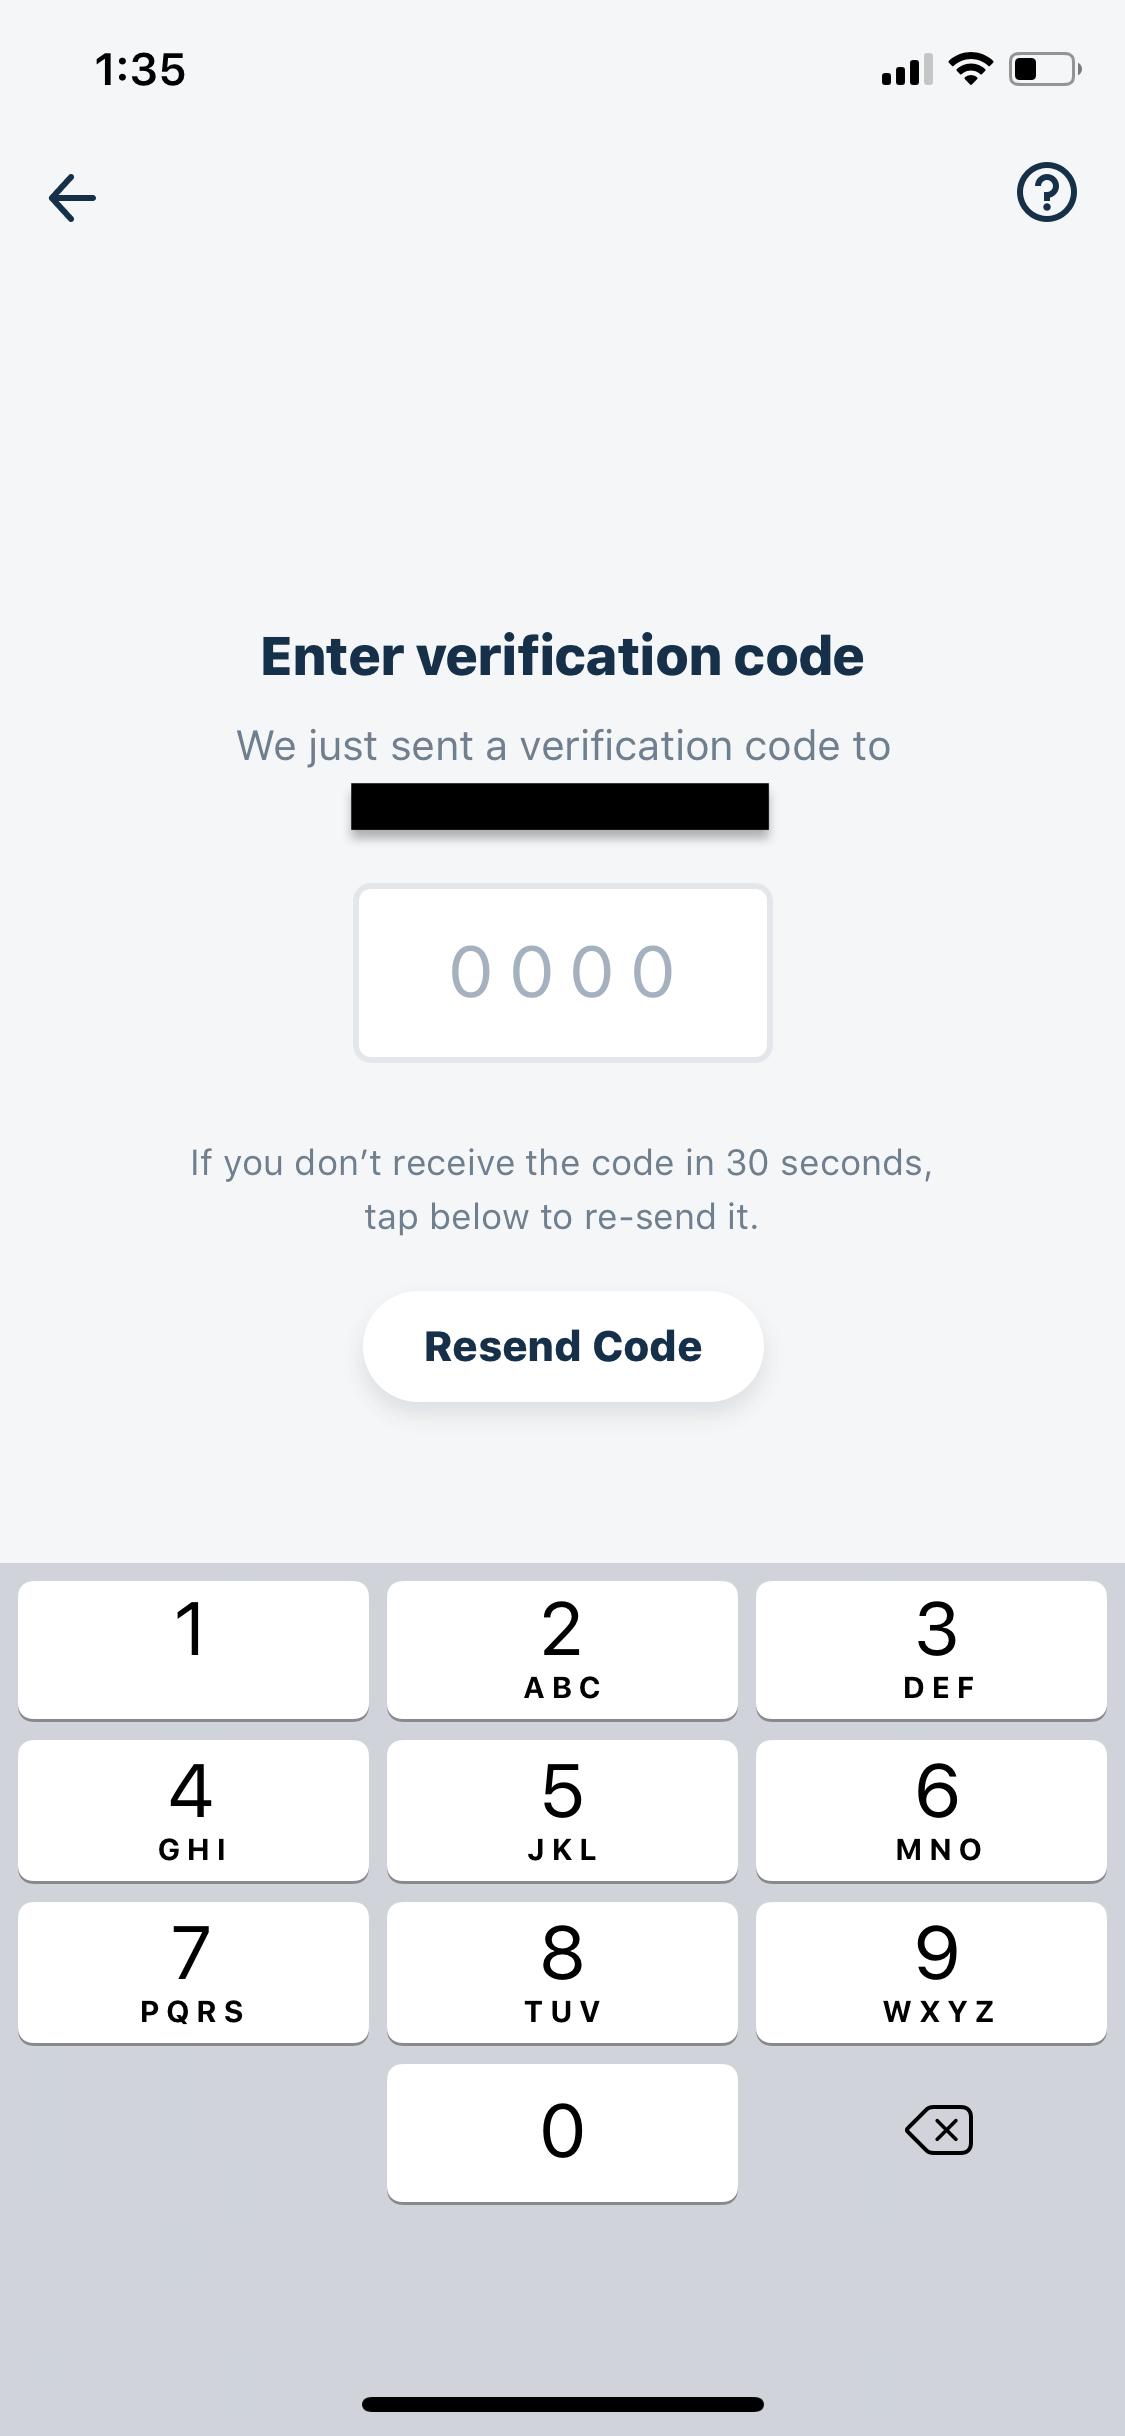 1:35
Enter verification code
We just sent a verification code to
0000
If you don’t receive the code in 30 seconds,
tap below to re-send it.
Resend Code
1 2 3
ABC DEF
4 5 6
GHI JKL MNO
7 8 9
PQRS TUV WXYZ
0